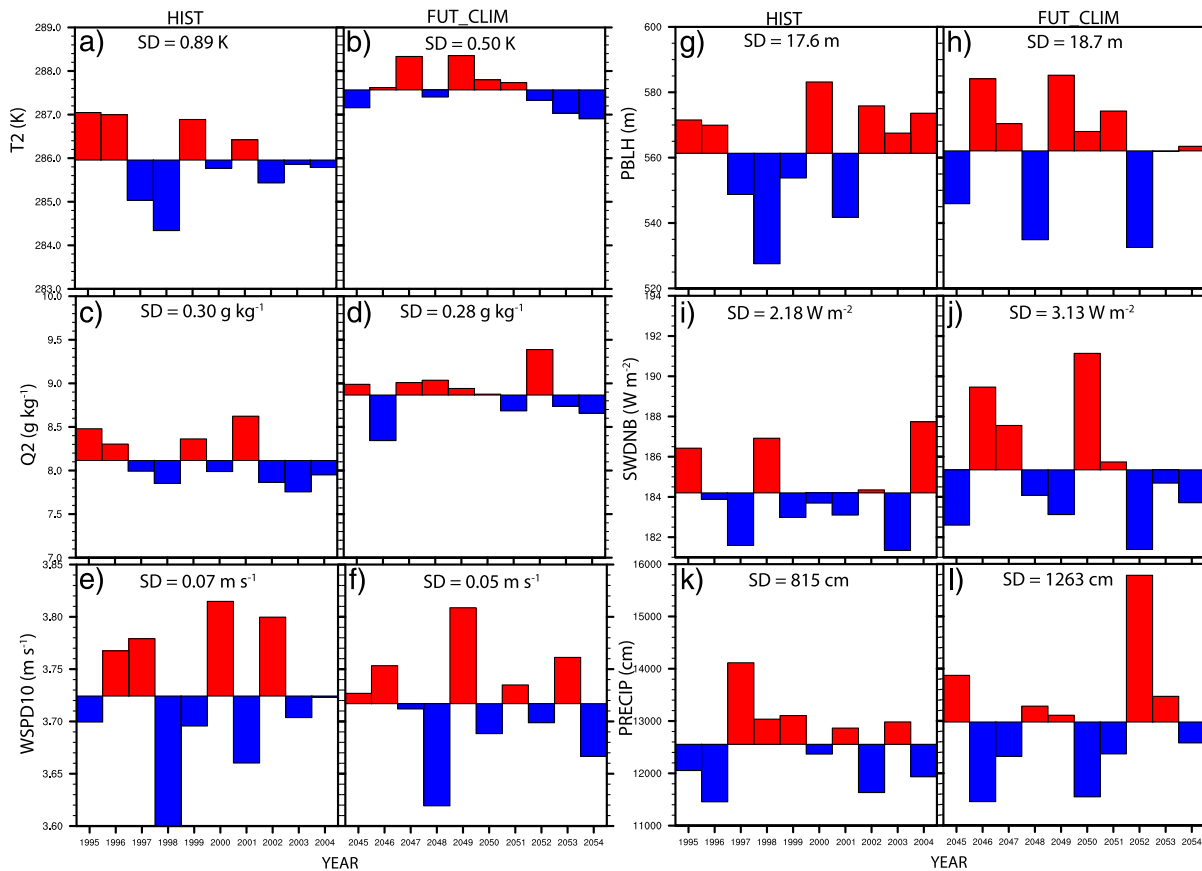 HIST FUT_CLIM HIST FUT_CLIM
a) SD = 0.89 K
b) SD = 0.50 K
g) SD = 17.6 m
h) SD = 18.7 m
289.0
288.0
287.0
286.0
285.0
284.0
283.0
T2 (K)
600
580
560
540
520
PBLH (m)
c) SD = 0.30 g kg⁻¹
d) SD = 0.28 g kg⁻¹
i) SD = 2.18 W m⁻²
j) SD = 3.13 W m⁻²
10.0
9.5
9.0
8.5
8.0
7.5
7.0
Q2 (g kg⁻¹)
194
192
190
188
186
184
182
181
SWDNB (W m⁻²)
e) SD = 0.07 m s⁻¹
f) SD = 0.05 m s⁻¹
k) SD = 815 cm
l) SD = 1263 cm
3.85
3.80
3.75
3.70
3.65
3.60
WSPD10 (m s⁻¹)
16000
15000
14000
13000
12000
11000
PRECIP (cm)
1995 1996 1997 1998 1999 2000 2001 2002 2003 2004 2045 2046 2047 2048 2049 2050 2051 2052 2053 2054
YEAR
1995 1996 1997 1998 1999 2000 2001 2002 2003 2004 2045 2046 2047 2048 2049 2050 2051 2052 2053 2054
YEAR